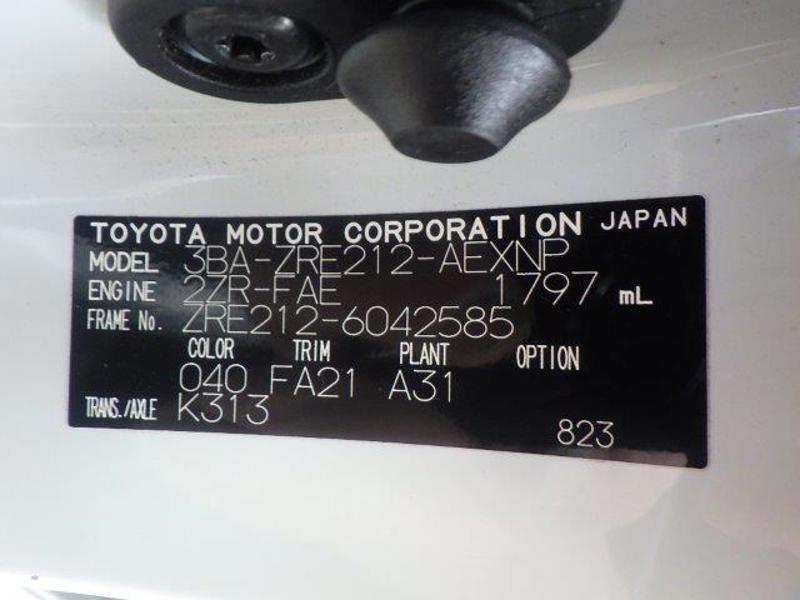 TOYOTA MOTOR CORPORATION JAPAN
MODEL 3BA-ZRE212-AEXNP
ENGINE 2ZR-FAE 1797 mL
FRAME No. ZRE212-6042585
COLOR TRIM PLANT OPTION
040 FA21 A31
TRANS./AXLE K313
823